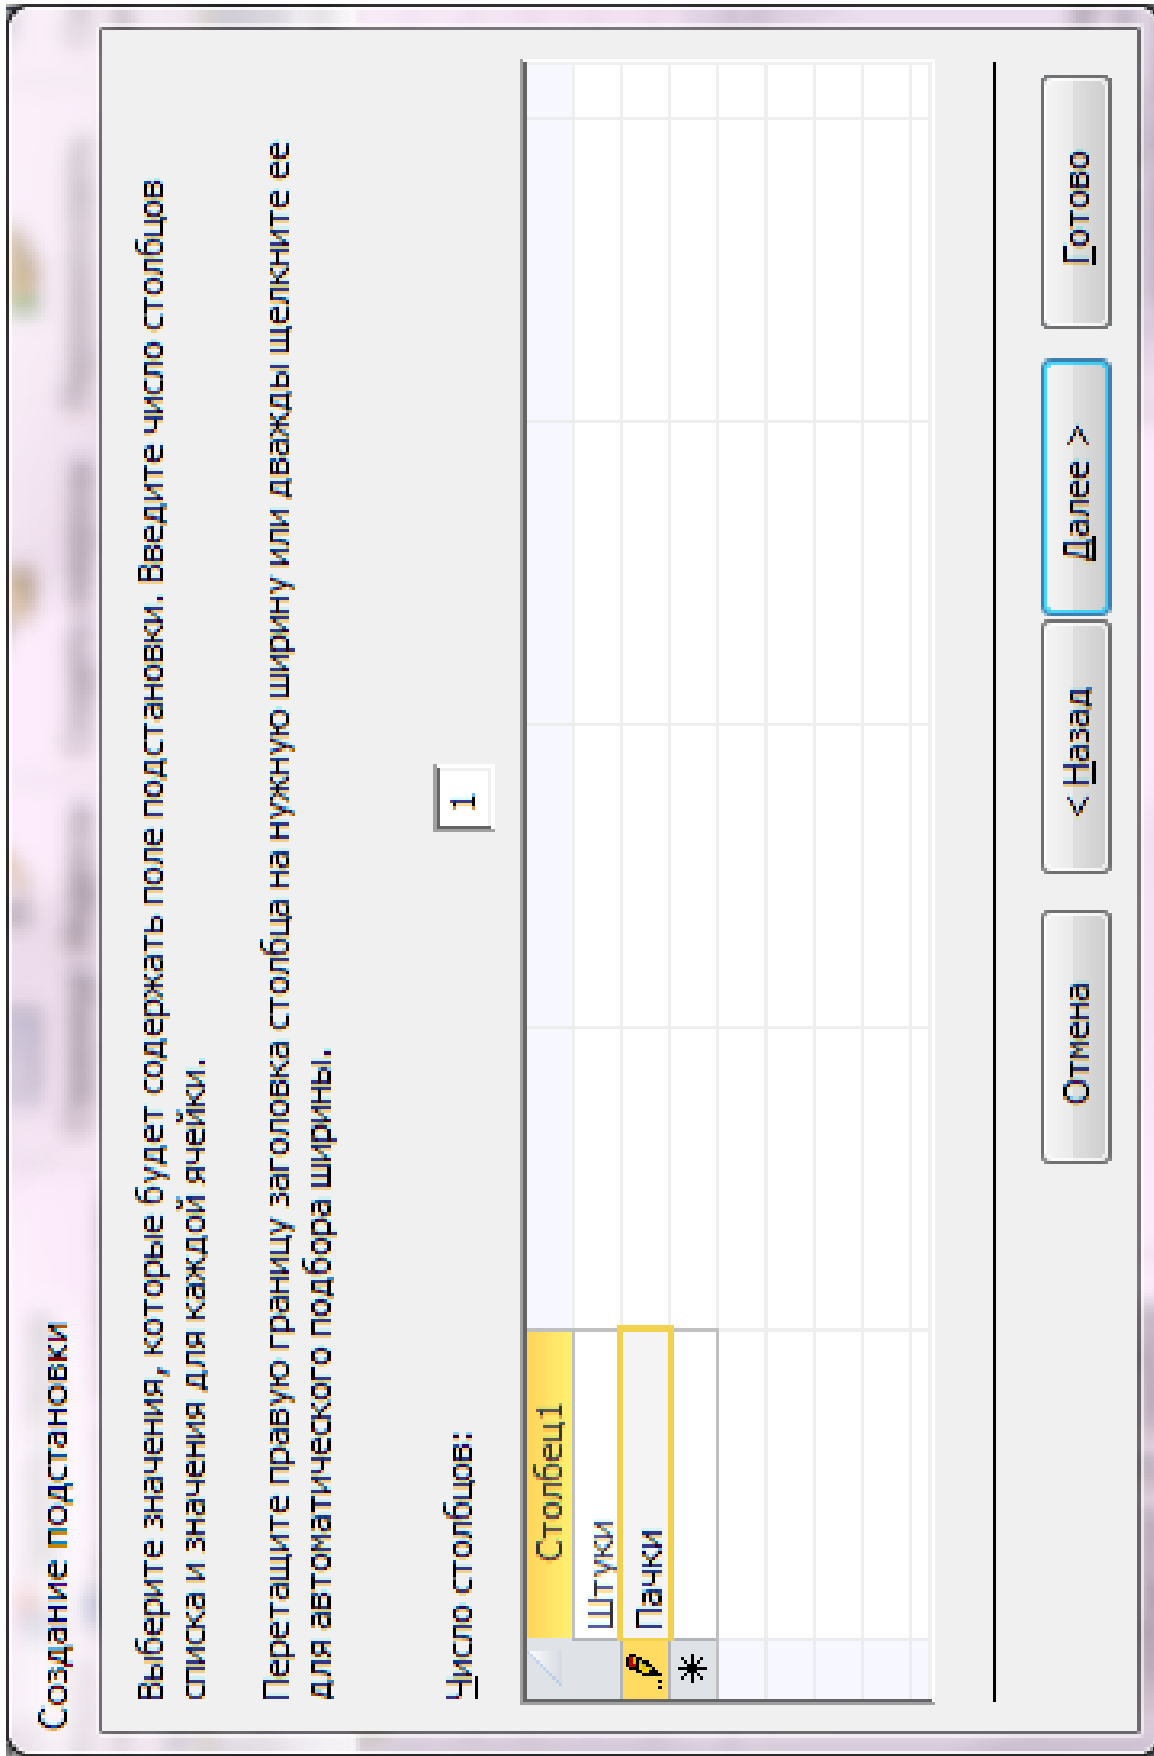 Создание подстановки
Выберите значения, которые будет содержать поле подстановки. Введите число столбцов
списка и значения для каждой ячейки.
Перетащите правую границу заголовка столбца на нужную ширину или дважды щелкните ее
для автоматического подбора ширины.
Число столбцов:
1
Столбец1
Штуки
Пачки
Отмена
< Назад
Далее >
Готово